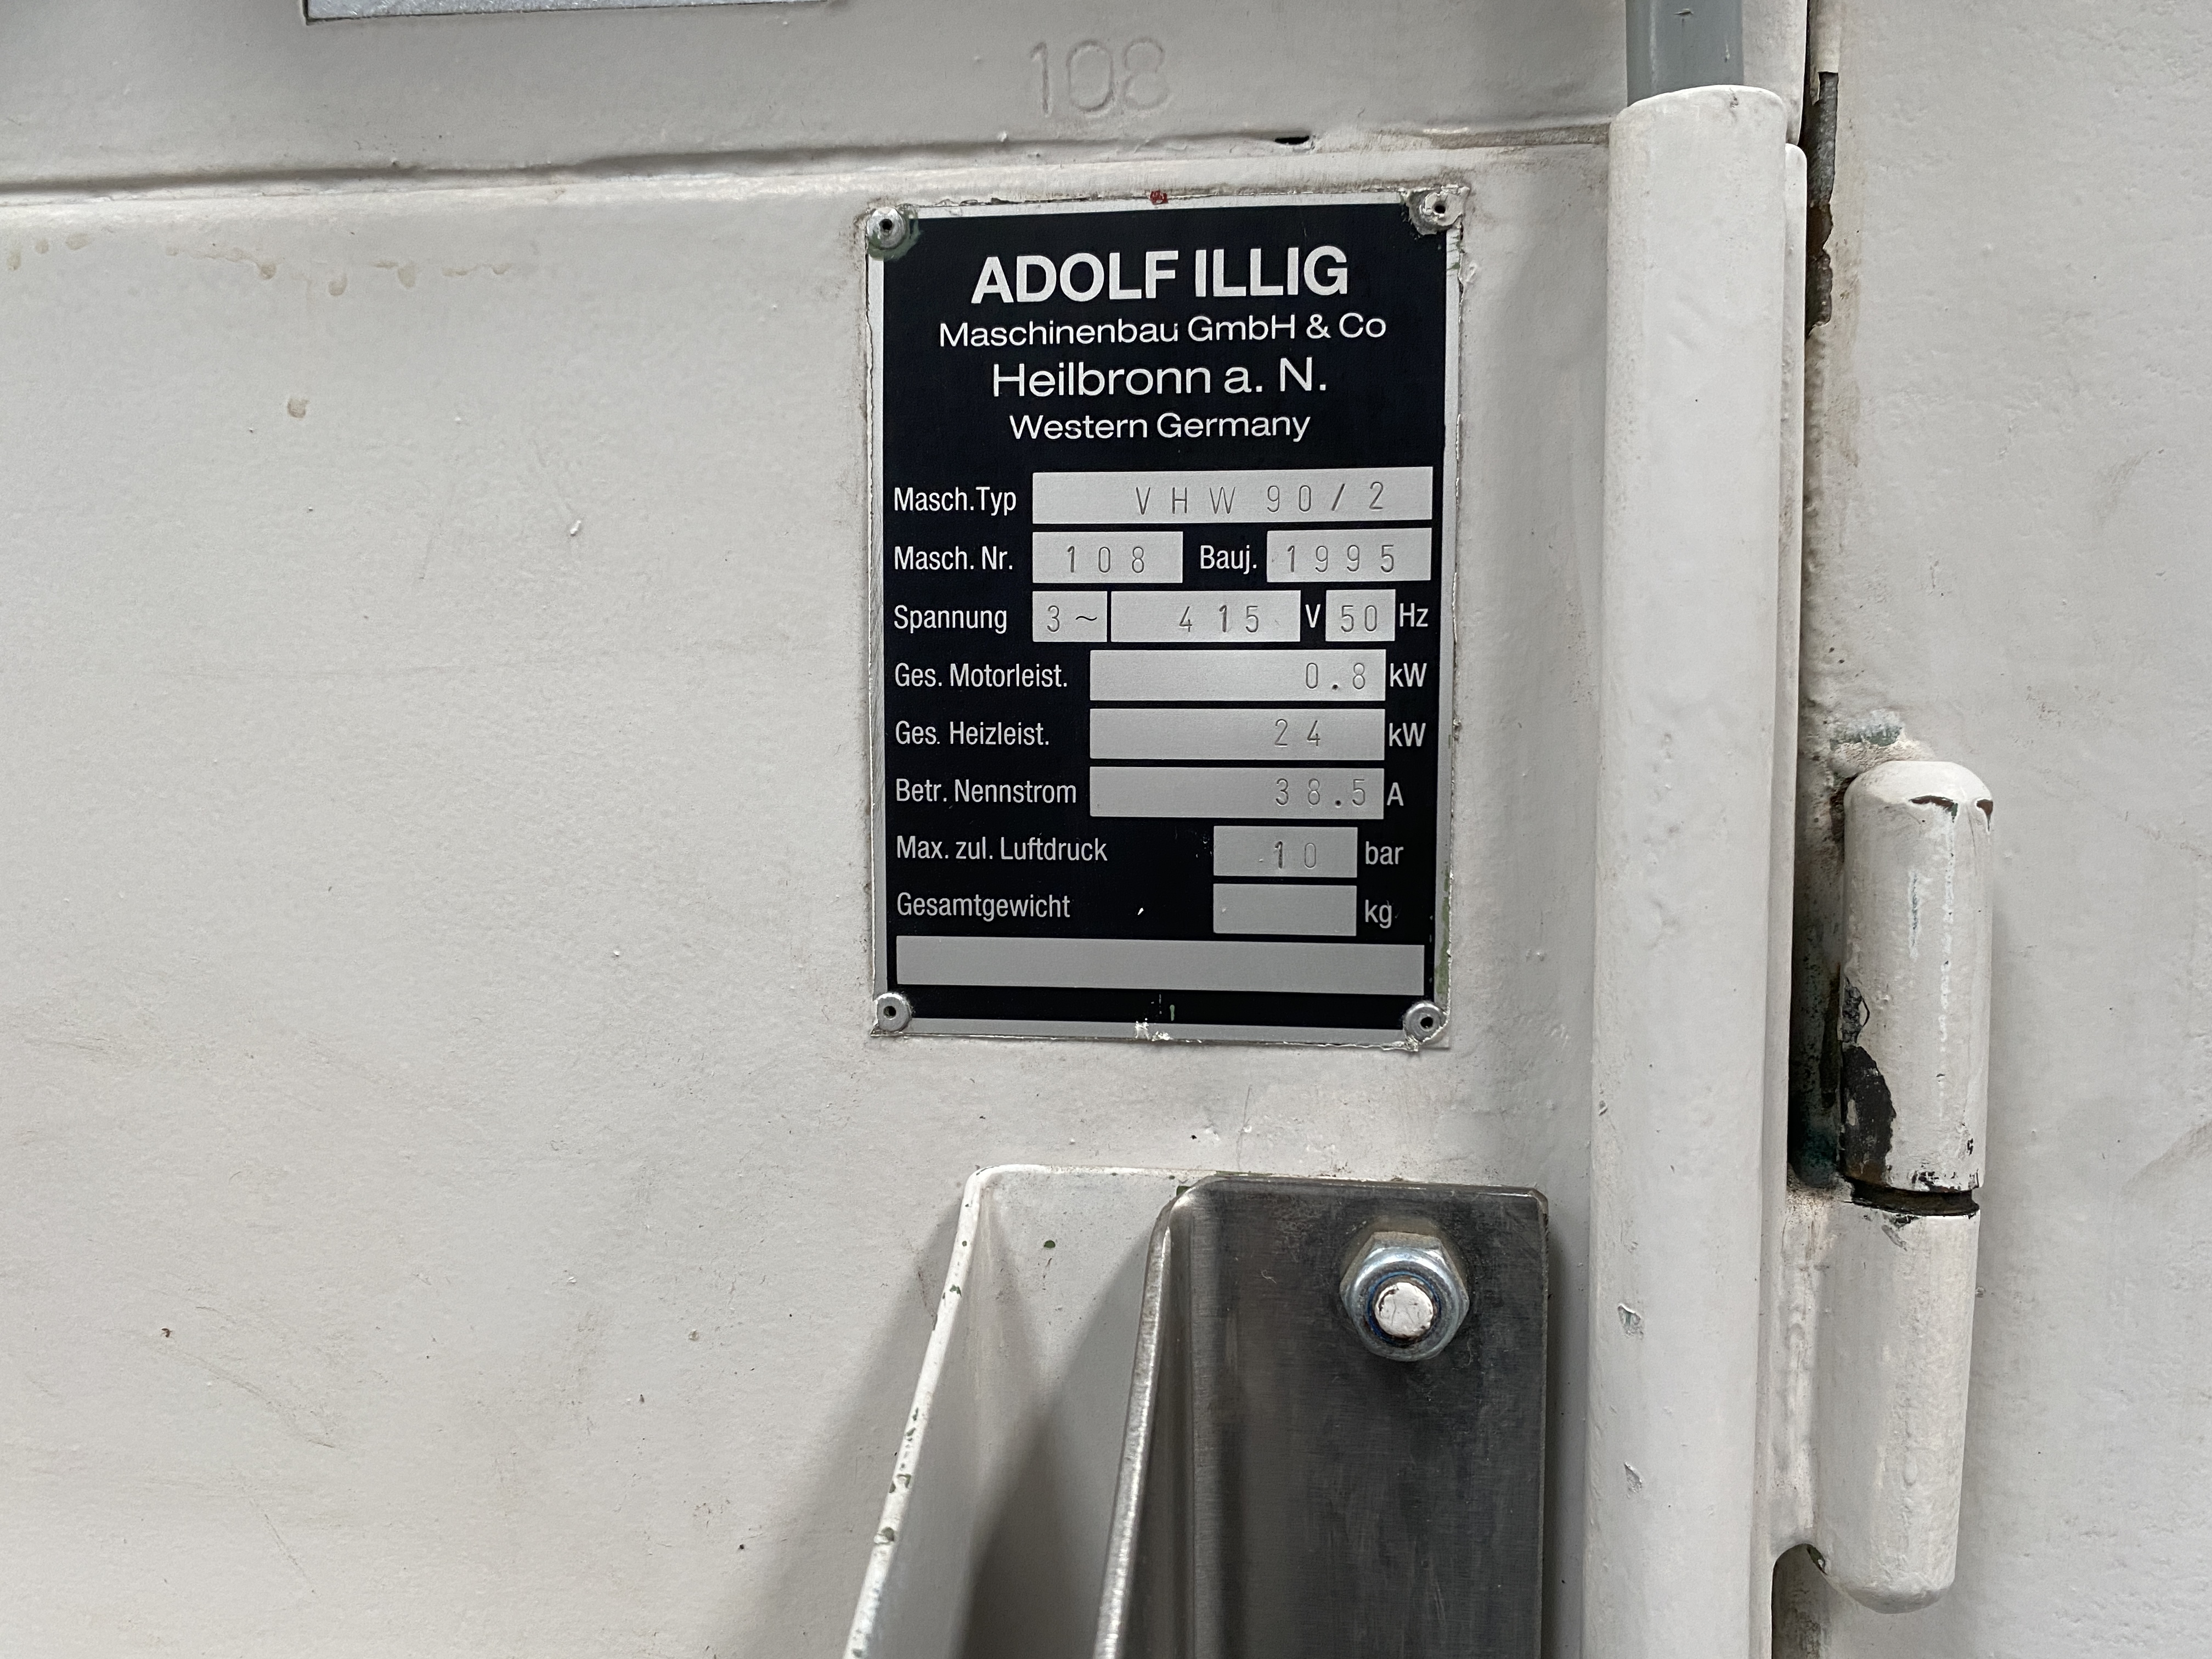 108
ADOLF ILLIG
Maschinenbau GmbH & Co
Heilbronn a. N.
Western Germany
Masch.Typ VHW 90/2
Masch. Nr. 108 Bauj. 1995
Spannung 3~ 415 V 50 Hz
Ges. Motorleist. 0.8 kW
Ges. Heizleist. 24 kW
Betr. Nennstrom 38.5 A
Max. zul. Luftdruck 10 bar
Gesamtgewicht kg